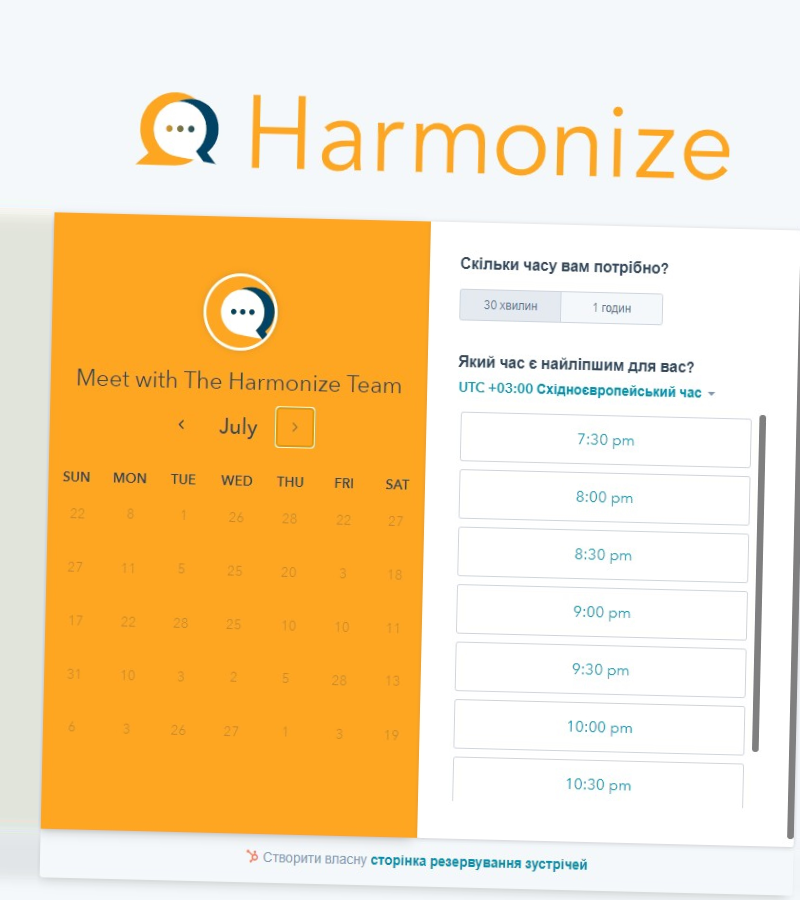 Harmonize
Meet with The Harmonize Team
July
SUN MON TUE WED THU FRI SAT
22 8 1 26 28 22 27
27 11 5 25 20 3 18
17 22 28 25 10 10 11
31 10 3 2 5 28 13
6 3 26 27 1 3 19
Скільки часу вам потрібно?
30 хвилин 1 годин
Який час є найліпшим для вас?
UTC +03:00 Східноєвропейський час
7:30 pm
8:00 pm
8:30 pm
9:00 pm
9:30 pm
10:00 pm
10:30 pm
Створити власну сторінка резервування зустрічей